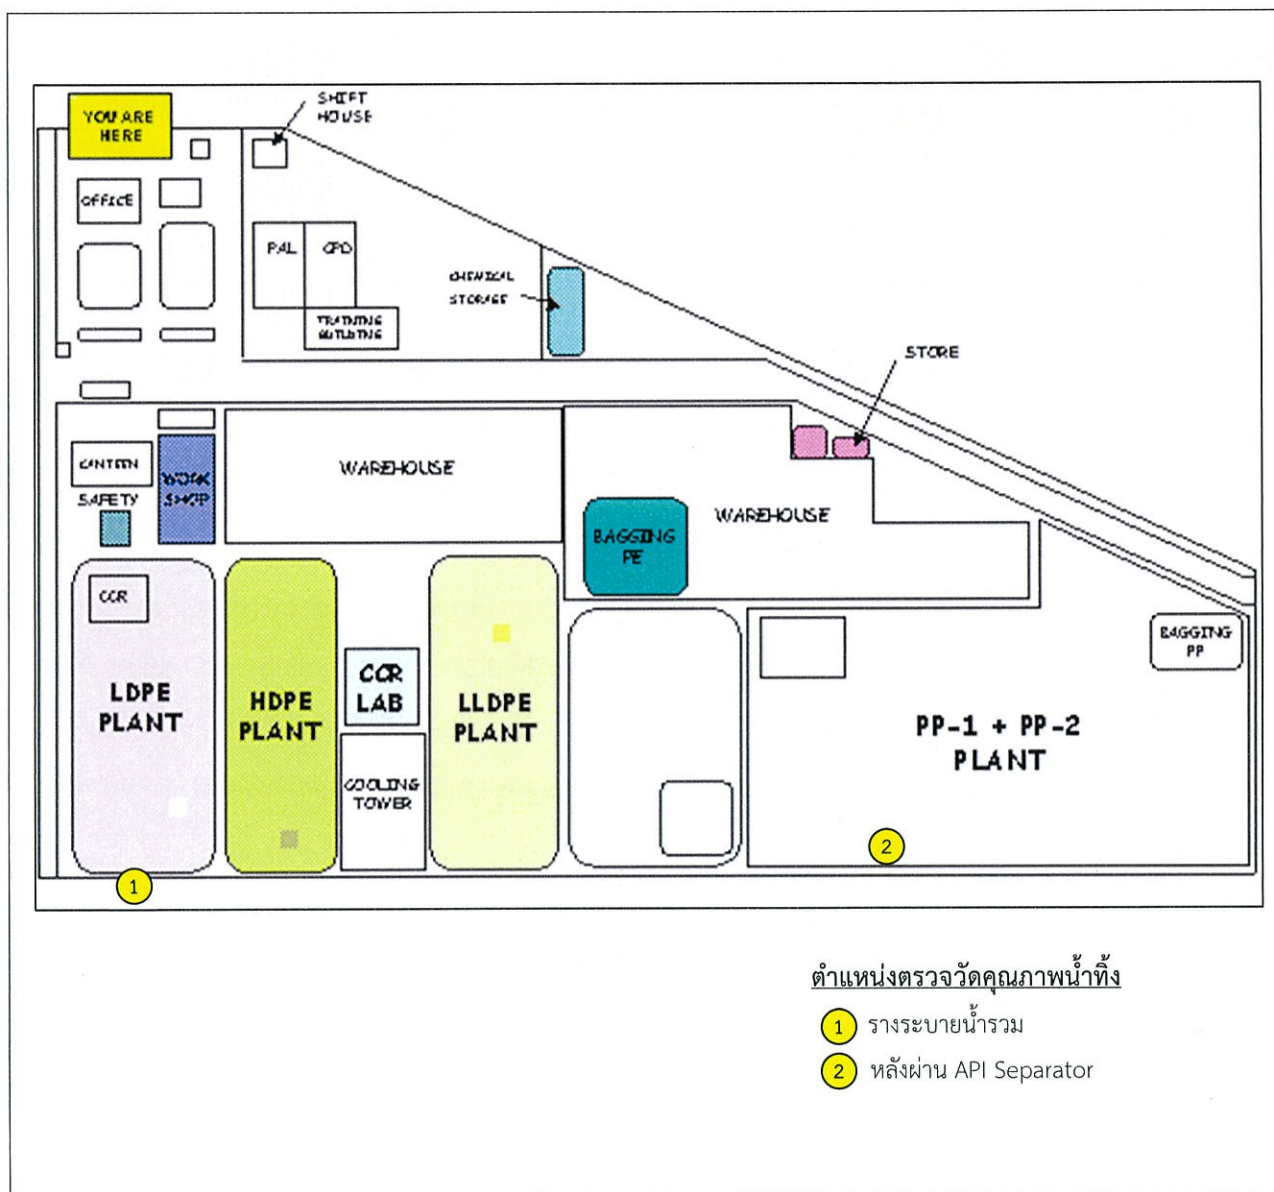 YOU ARE
HERE
SHIFT
HOUSE
OFFICE
PAL
CPD
CHEMICAL
STORAGE
TRAINING
BUILDING
STORE
CANTEEN
WORK
SHOP
SAFETY
WAREHOUSE
WAREHOUSE
BAGGING
PE
CCR
LDPE
PLANT
HDPE
PLANT
CCR
LAB
COOLING
TOWER
LLDPE
PLANT
BAGGING
PP
PP-1 + PP-2
PLANT
1
2
ตำแหน่งตรวจวัดคุณภาพน้ำทิ้ง
1 รางระบายน้ำรวม
2 หลังผ่าน API Separator